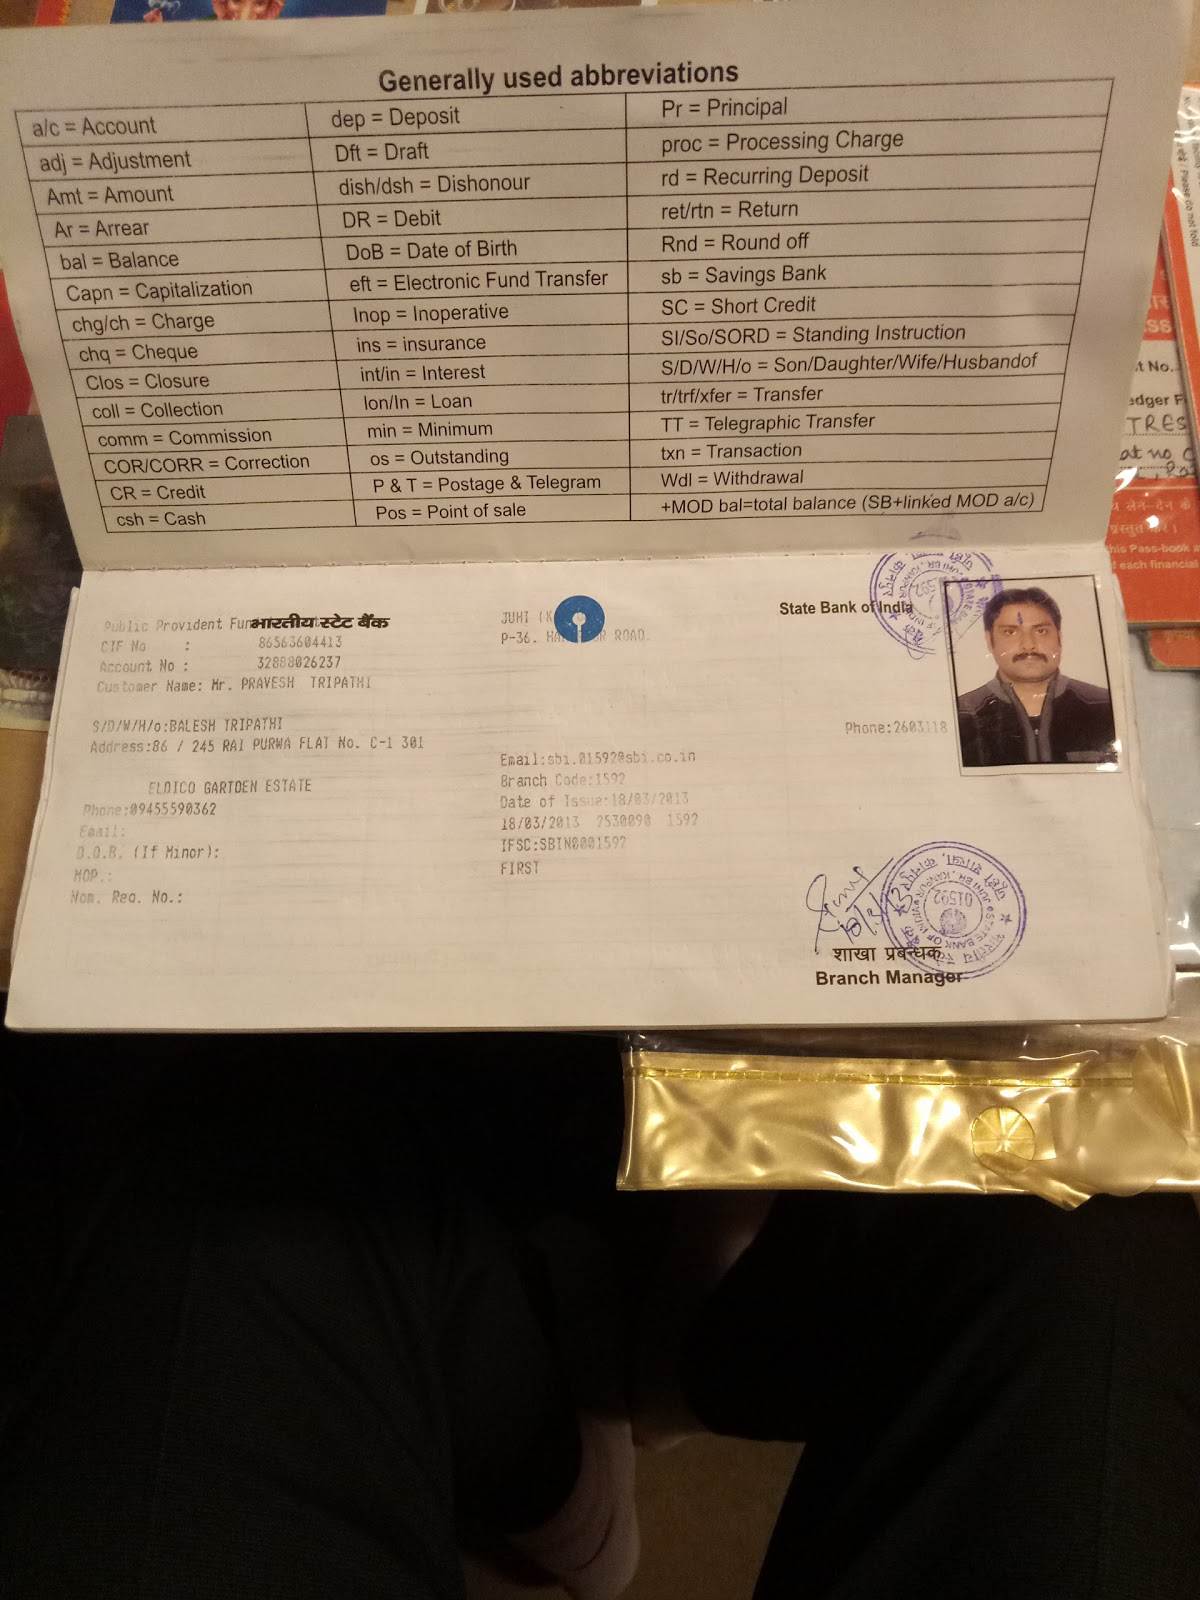 Generally used abbreviations
a/c = Account
adj = Adjustment
Amt = Amount
Ar = Arrear
bal = Balance
Capn = Capitalization
chg/ch = Charge
chq = Cheque
Clos = Closure
coll = Collection
comm = Commission
COR/CORR = Correction
CR = Credit
csh = Cash
dep = Deposit
Dft = Draft
dish/dsh = Dishonour
DR = Debit
DoB = Date of Birth
eft = Electronic Fund Transfer
Inop = Inoperative
ins = insurance
int/in = Interest
lon/ln = Loan
min = Minimum
os = Outstanding
P & T = Postage & Telegram
Pos = Point of sale
Pr = Principal
proc = Processing Charge
rd = Recurring Deposit
ret/rtn = Return
Rnd = Round off
sb = Savings Bank
SC = Short Credit
SI/So/SORD = Standing Instruction
S/D/W/H/o = Son/Daughter/Wife/Husbandof
tr/trf/xfer = Transfer
TT = Telegraphic Transfer
txn = Transaction
Wdl = Withdrawal
+MOD bal=total balance (SB+linked MOD a/c)
Public Provident
भारतीय स्टेट बैंक
CIF No : 86563604413
Account No : 32888026237
Customer Name: Mr. PRAVESH TRIPATHI
S/D/W/H/o:BALESH TRIPATHI
Address:86 / 245 RAI PURWA FLAT No. C-1 301
ELDICO GARTDEN ESTATE
Phone:09455590362
Email:
D.O.B. (If Minor):
MOP.:
Nom. Reg. No.:
JUHI
P-36. ROAD.
State Bank of India
Phone:2603118
Email:sbi.01592@sbi.co.in
Branch Code:1592
Date of Issue:18/03/2013
18/03/2013 2530090 1592
IFSC:SBIN0001592
FIRST
01592
शाखा प्रबन्धक
Branch Manager